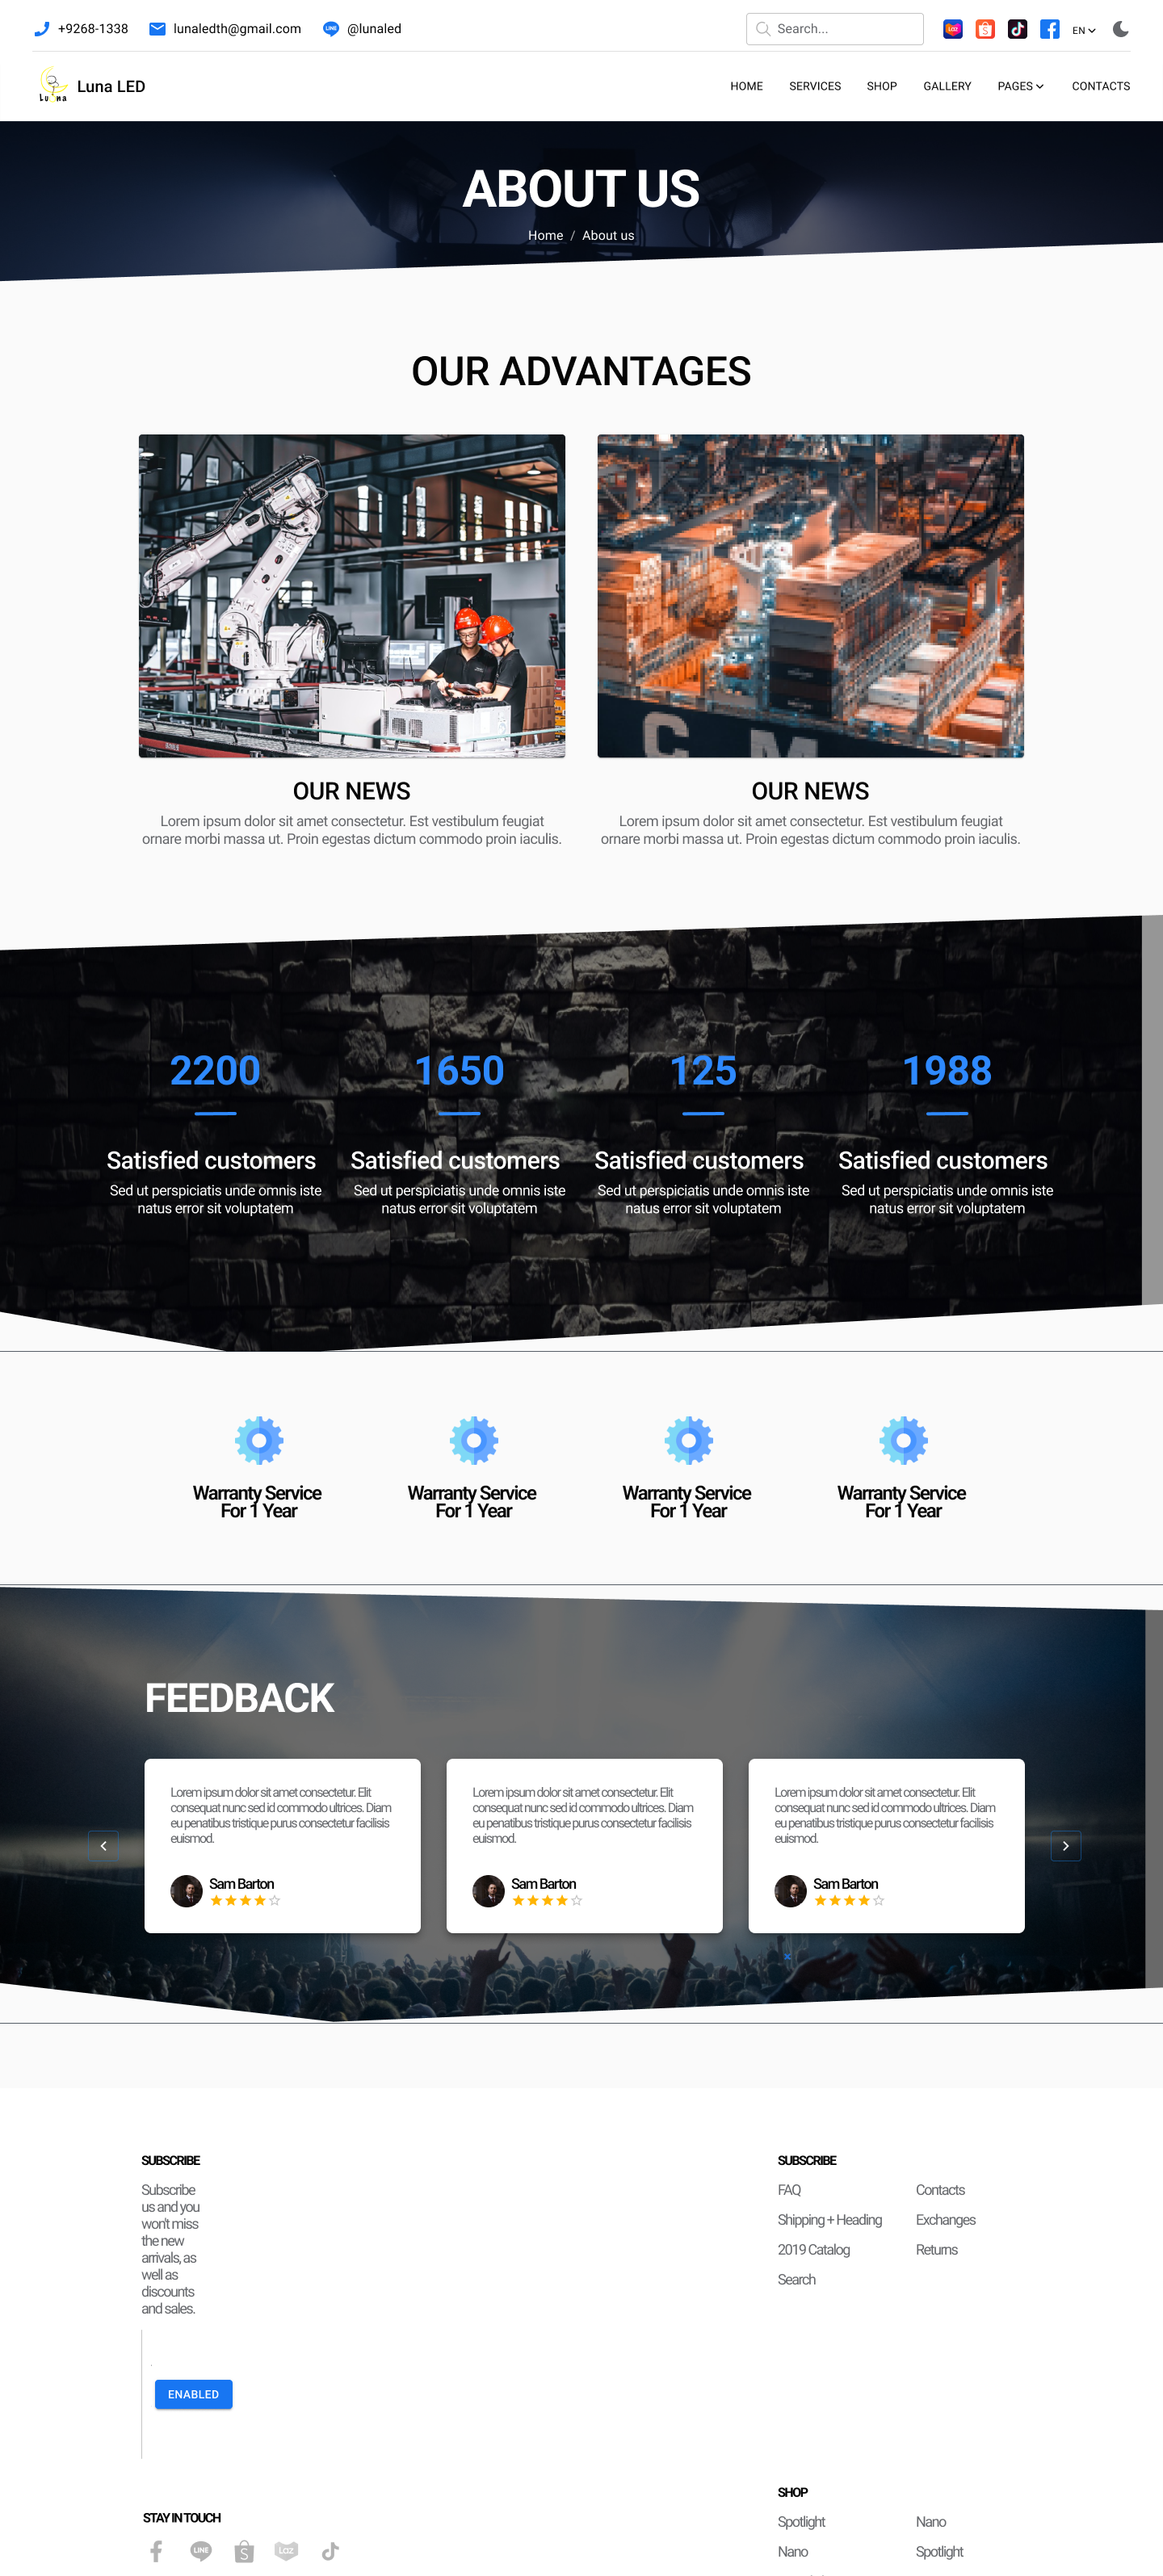 +9268-1338
lunaledth@gmail.com
@lunaled
Search...
EN
Luna LED
HOME
SERVICES
SHOP
GALLERY
PAGES
CONTACTS
ABOUT US
Home / About us
OUR ADVANTAGES
OUR NEWS
Lorem ipsum dolor sit amet consectetur. Est vestibulum feugiat
ornare morbi massa ut. Proin egestas dictum commodo proin iaculis.
OUR NEWS
Lorem ipsum dolor sit amet consectetur. Est vestibulum feugiat
ornare morbi massa ut. Proin egestas dictum commodo proin iaculis.
2200
Satisfied customers
Sed ut perspiciatis unde omnis iste
natus error sit voluptatem
1650
Satisfied customers
Sed ut perspiciatis unde omnis iste
natus error sit voluptatem
125
Satisfied customers
Sed ut perspiciatis unde omnis iste
natus error sit voluptatem
1988
Satisfied customers
Sed ut perspiciatis unde omnis iste
natus error sit voluptatem
Warranty Service
For 1 Year
Warranty Service
For 1 Year
Warranty Service
For 1 Year
Warranty Service
For 1 Year
FEEDBACK
Lorem ipsum dolor sit amet consectetur. Elit
consequat nunc sed id commodo ultrices. Diam
eu penatibus tristique purus consectetur facilisis
euismod.
Sam Barton
Lorem ipsum dolor sit amet consectetur. Elit
consequat nunc sed id commodo ultrices. Diam
eu penatibus tristique purus consectetur facilisis
euismod.
Sam Barton
Lorem ipsum dolor sit amet consectetur. Elit
consequat nunc sed id commodo ultrices. Diam
eu penatibus tristique purus consectetur facilisis
euismod.
Sam Barton
SUBSCRIBE
Subscribe
us and you
won't miss
the new
arrivals, as
well as
discounts
and sales.
ENABLED
STAY IN TOUCH
LINE
Laz
SUBSCRIBE
FAQ
Contacts
Shipping + Heading
Exchanges
2019 Catalog
Returns
Search
SHOP
Spotlight
Nano
Nano
Spotlight